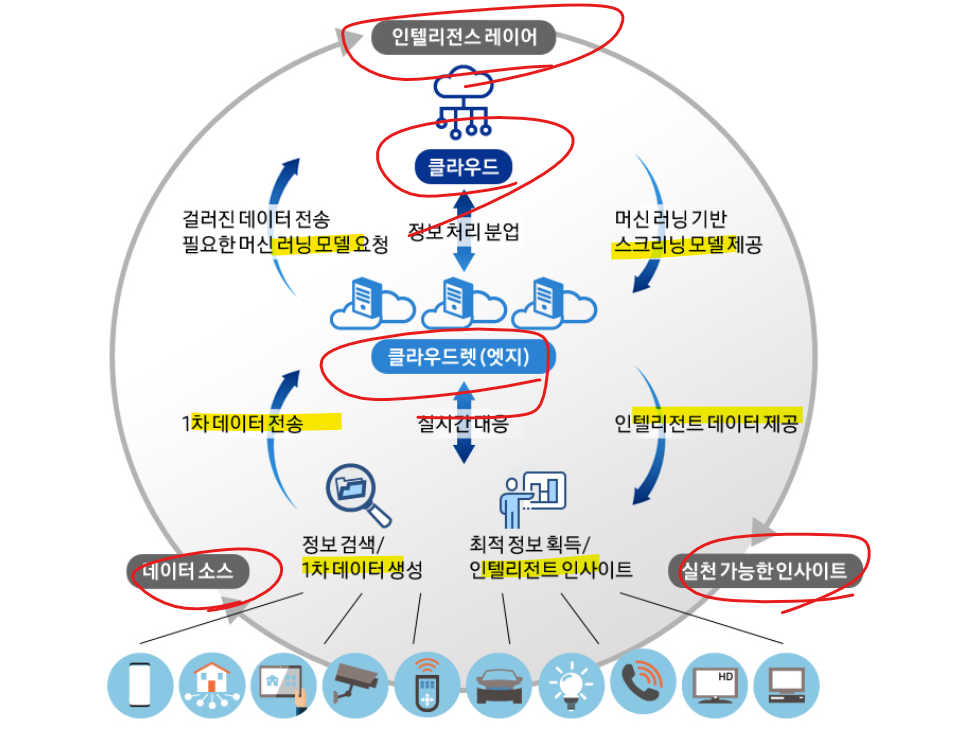 인텔리전스 레이어
클라우드
걸러진 데이터 전송
필요한 머신 러닝 모델 요청
정보 처리 분업
머신 러닝 기반
스크리닝 모델 제공
클라우드렛 (엣지)
1차 데이터 전송
실시간 대응
인텔리전트 데이터 제공
정보 검색/
1차 데이터 생성
최적 정보 획득/
인텔리전트 인사이트
데이터 소스
실천 가능한 인사이트
HD